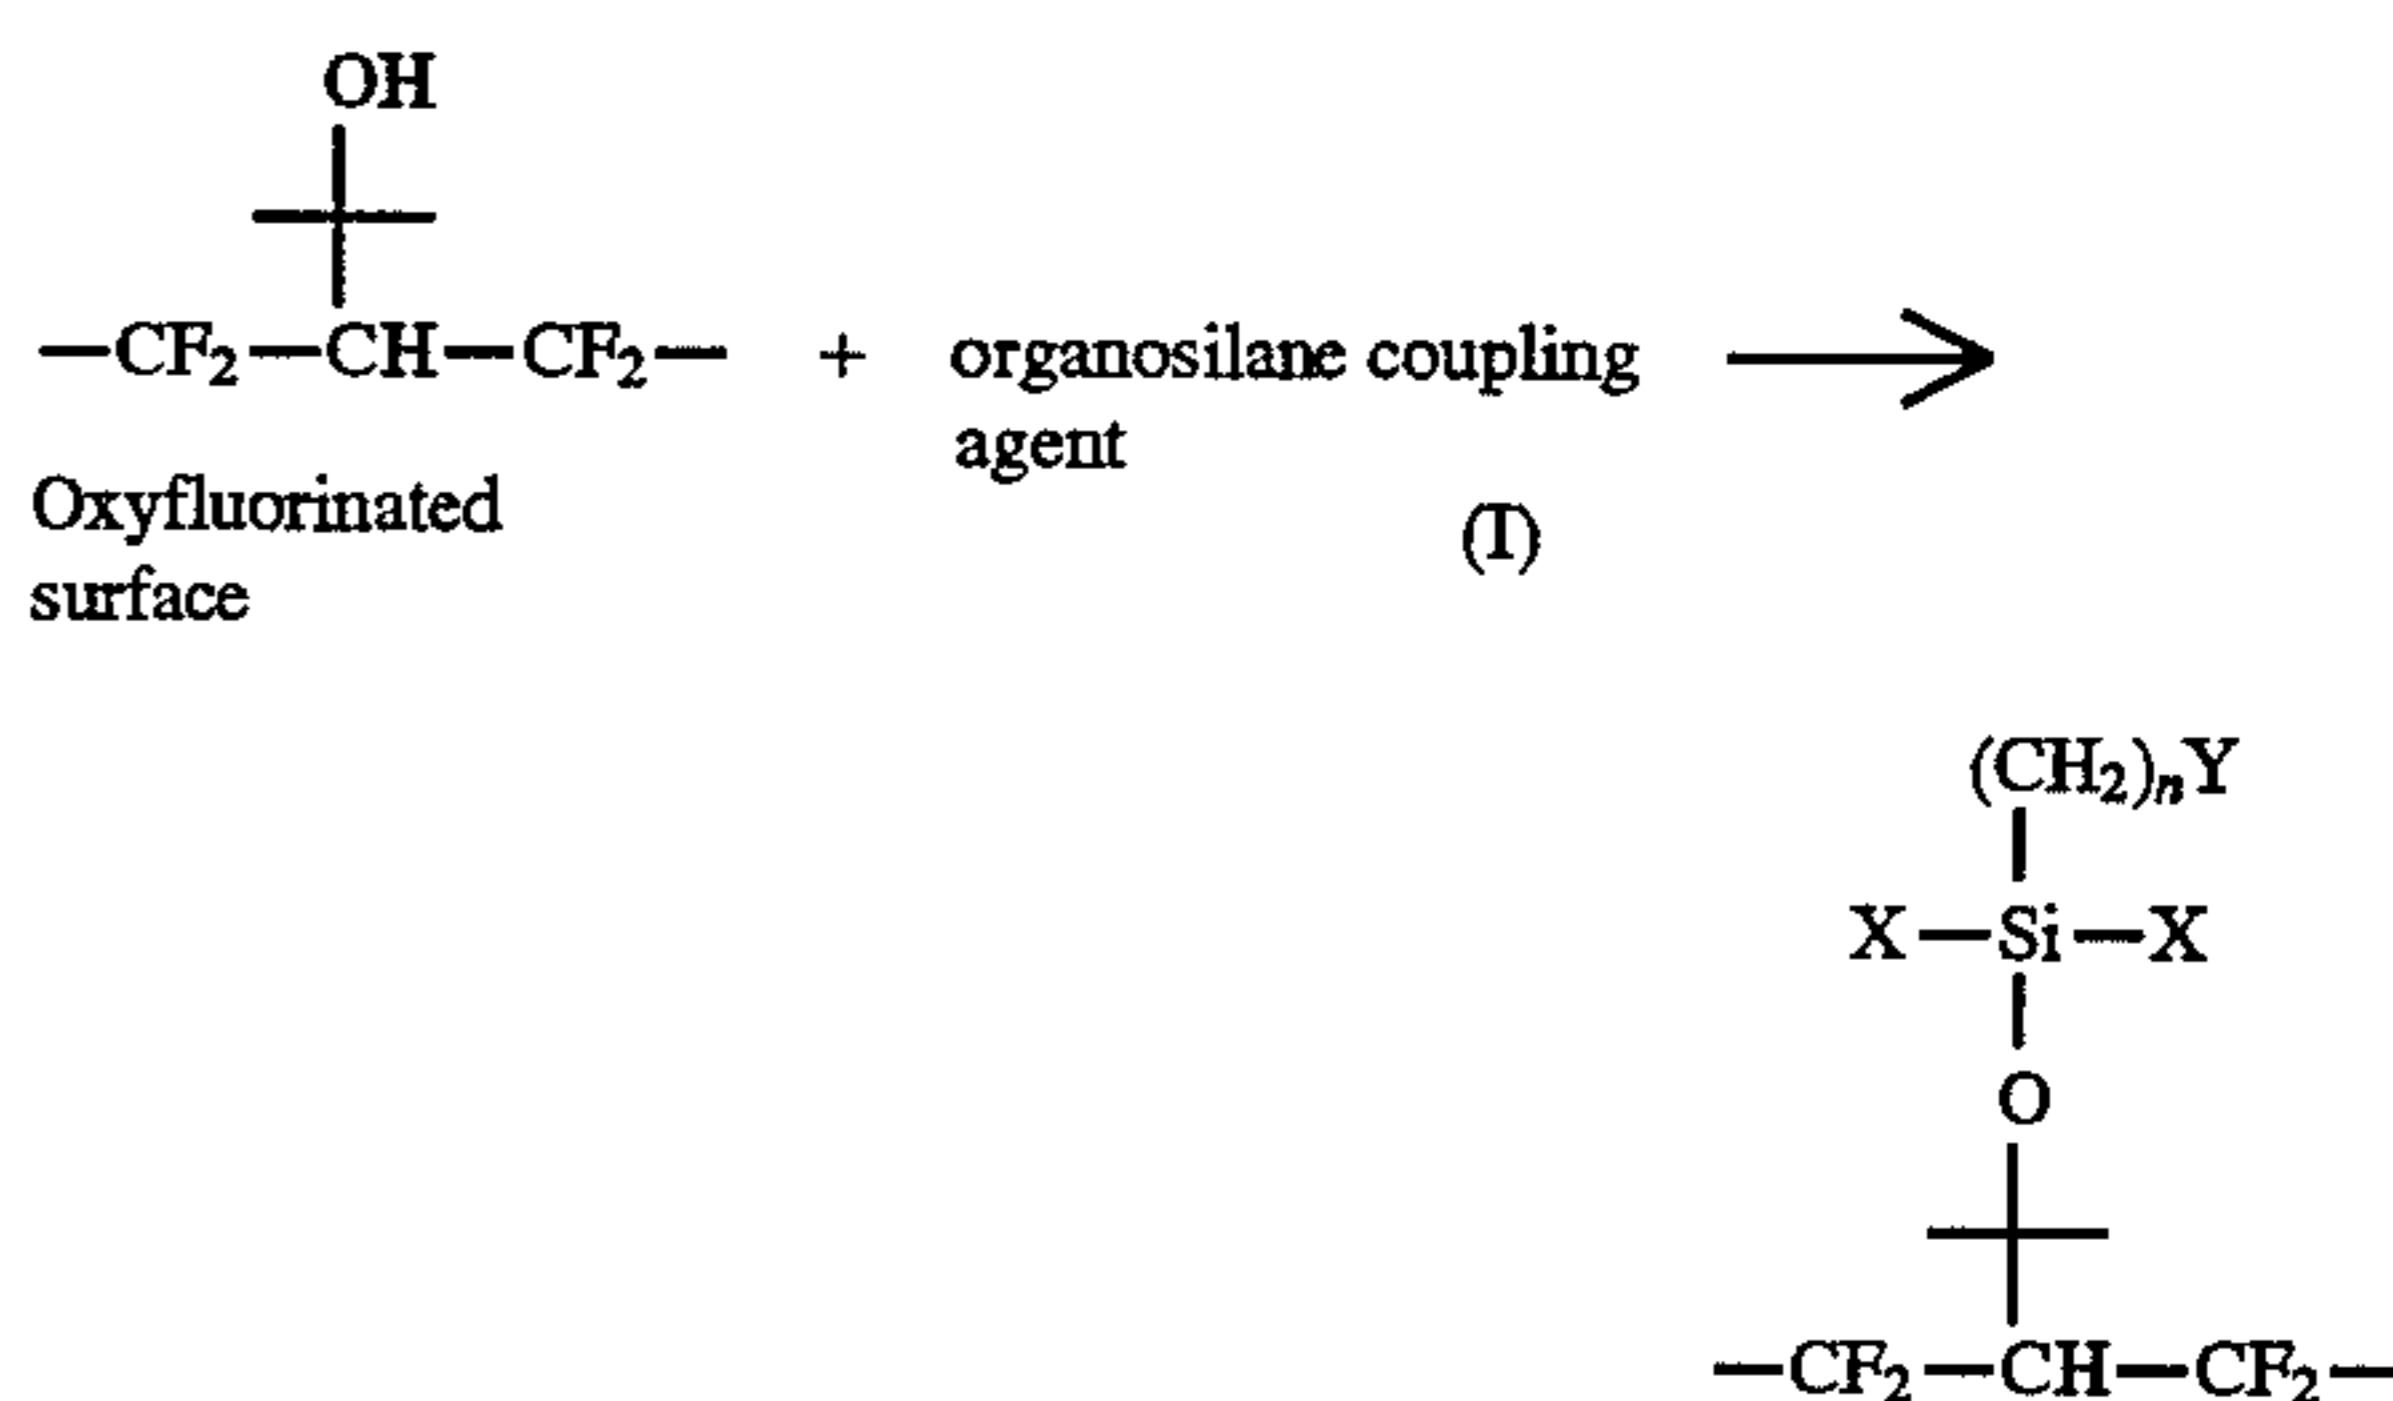 OH
—CF₂—CH—CF₂— + organosilane coupling
agent
Oxyfluorinated
surface
(I)
(CH₂)ₙY
X—Si—X
O
—CF₂—CH—CF₂—